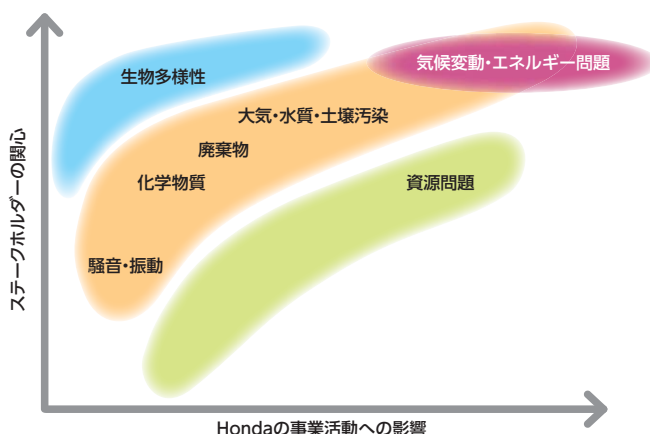 気候変動・エネルギー問題
生物多様性
大気・水質・土壌汚染
廃棄物
化学物質
資源問題
騒音・振動
ステークホルダーの関心
Hondaの事業活動への影響